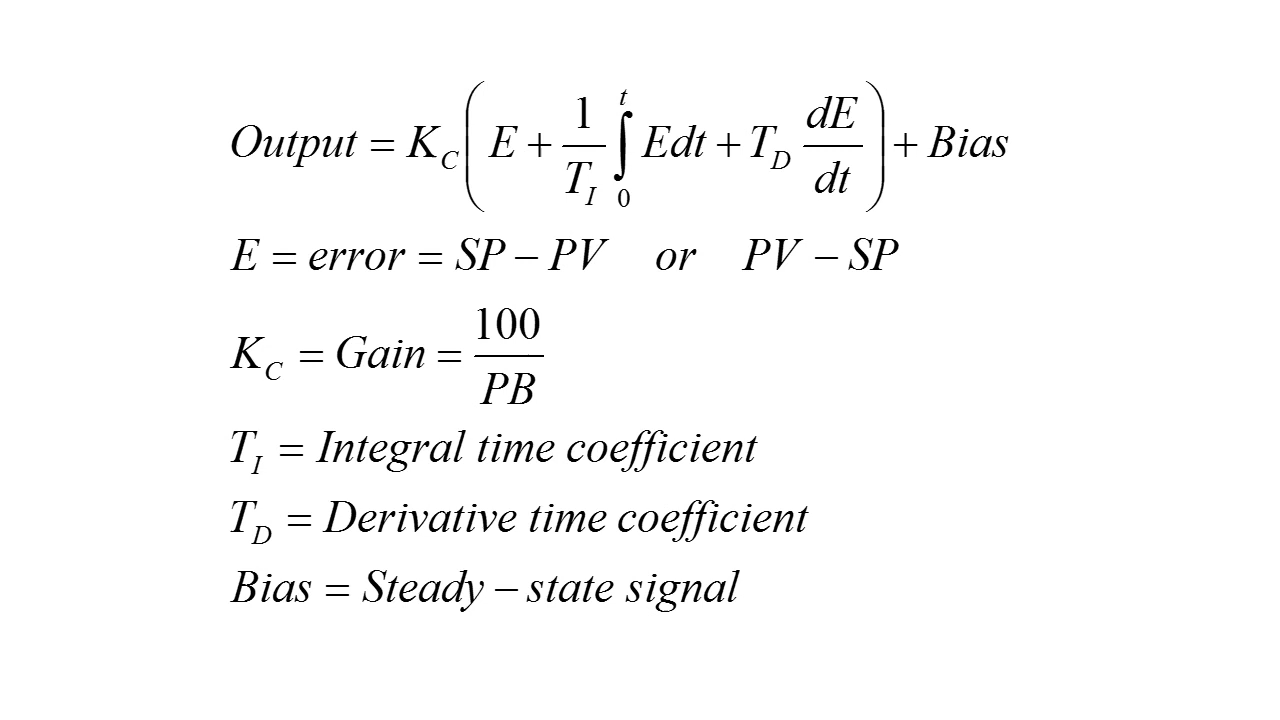 Output = K_C ( E + 1/T_I ∫_0^t Edt + T_D dE/dt ) + Bias
E = error = SP − PV or PV − SP
K_C = Gain = 100/PB
T_I = Integral time coefficient
T_D = Derivative time coefficient
Bias = Steady − state signal